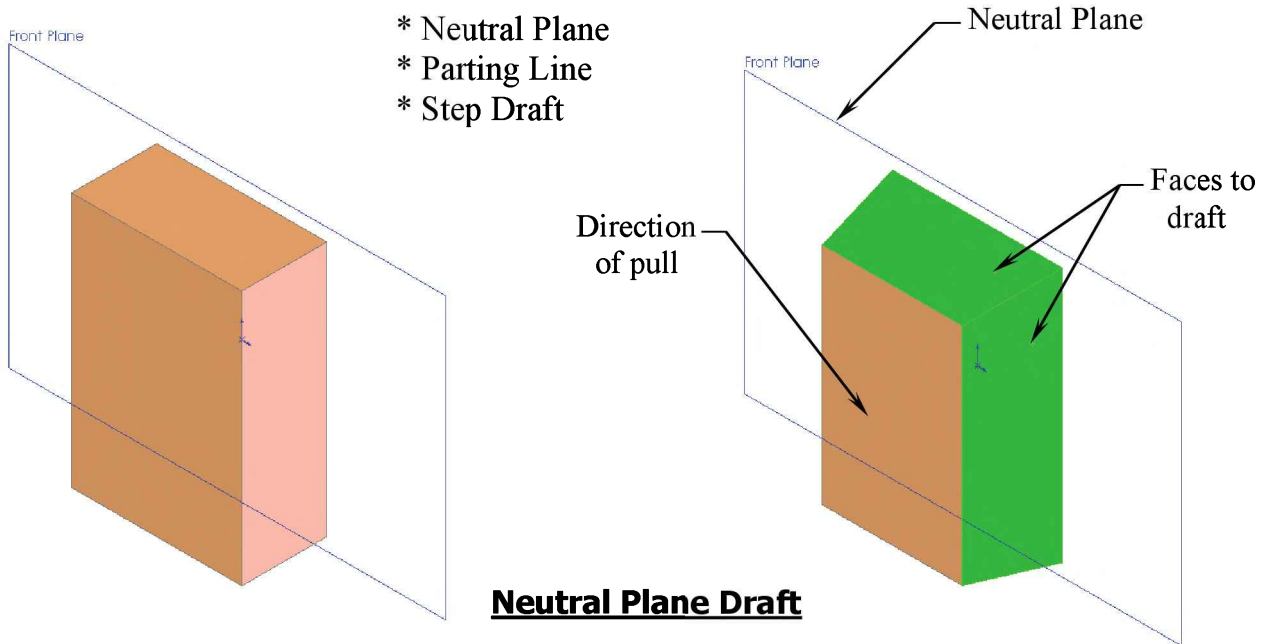 Front Plane
* Neutral Plane
* Parting Line
* Step Draft
Neutral Plane
Front Plane
Faces to
draft
Direction
of pull
Neutral Plane Draft